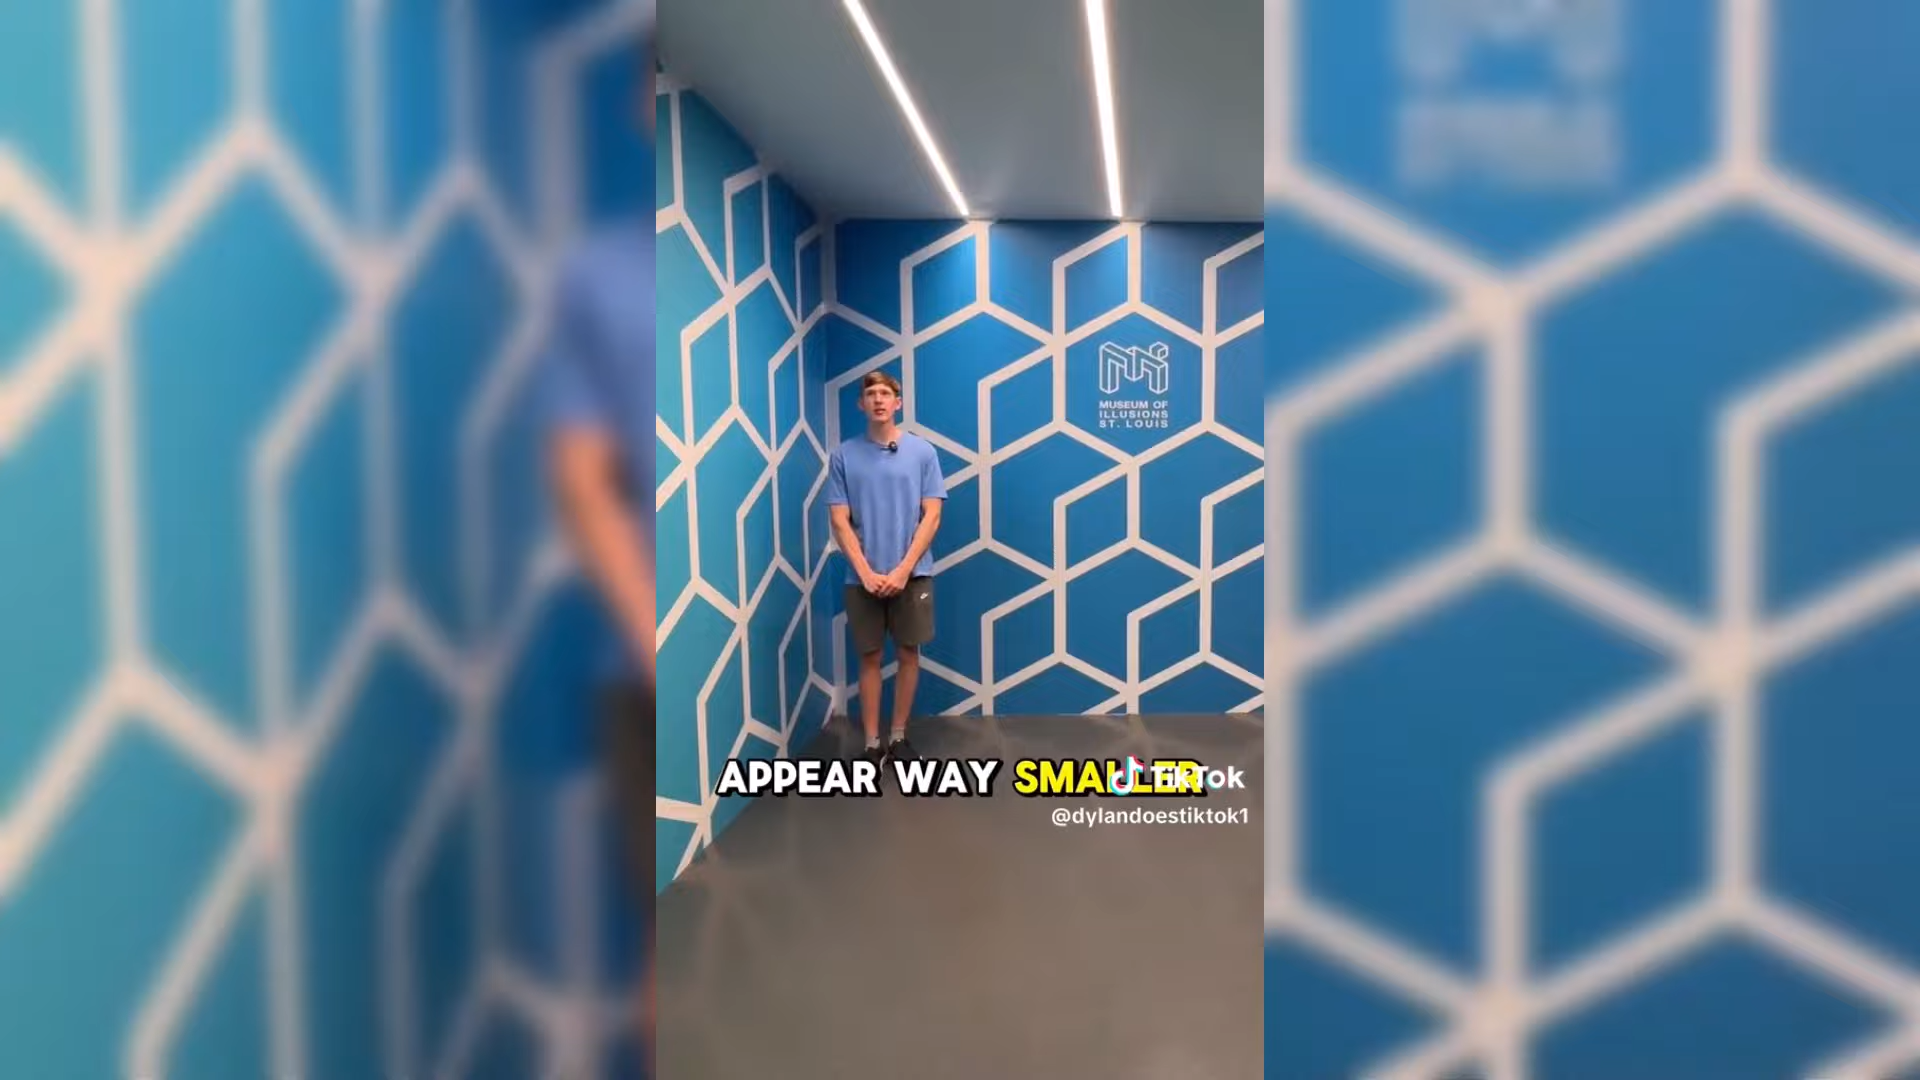 MUSEUM OF
ILLUSIONS
ST. LOUIS
APPEAR WAY SMALLER
TikTok
@dylandoestiktok1